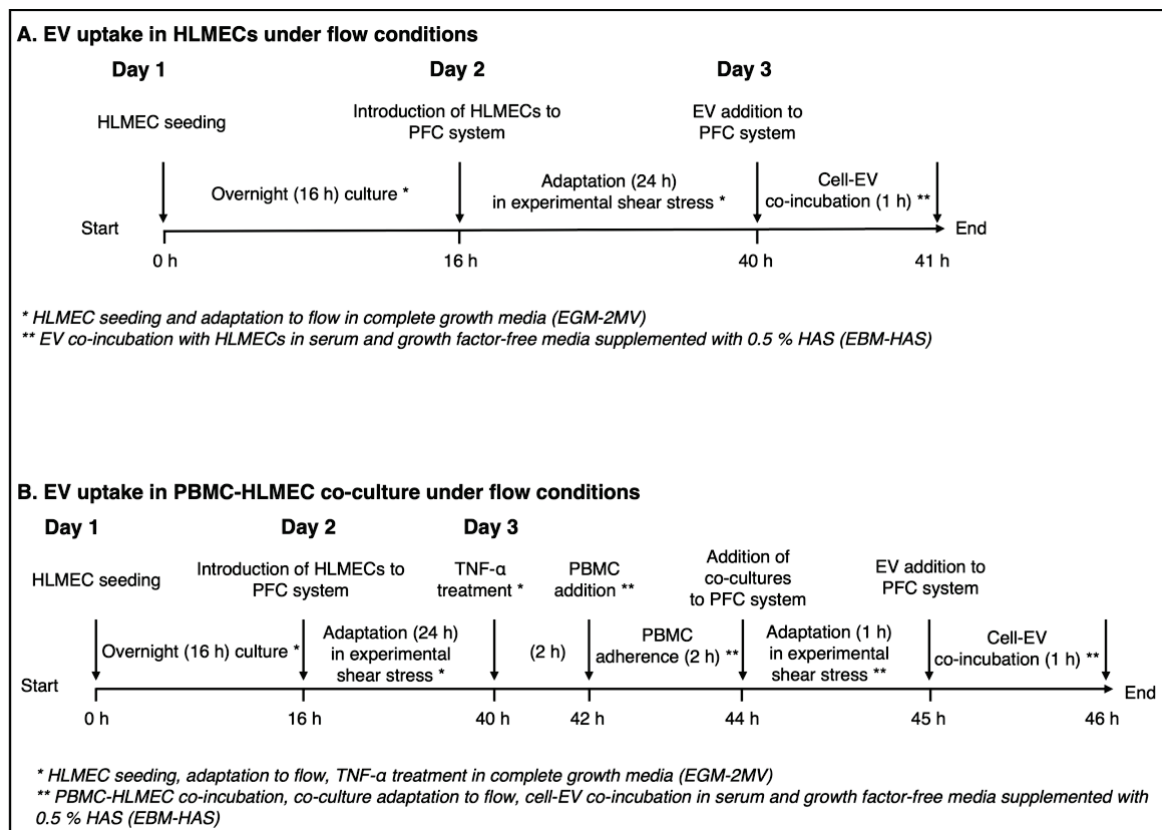 A. EV uptake in HLMECs under flow conditions
Day 1 Day 2 Day 3
HLMEC seeding
Introduction of HLMECs to
PFC system
EV addition to
PFC system
Overnight (16 h) culture *
Adaptation (24 h)
in experimental shear stress *
Cell-EV
co-incubation (1 h) **
Start End
0 h 16 h 40 h 41 h
* HLMEC seeding and adaptation to flow in complete growth media (EGM-2MV)
** EV co-incubation with HLMECs in serum and growth factor-free media supplemented with 0.5 % HAS (EBM-HAS)
B. EV uptake in PBMC-HLMEC co-culture under flow conditions
Day 1 Day 2 Day 3
HLMEC seeding
Introduction of HLMECs to
PFC system
TNF-α
treatment *
PBMC
addition **
Addition of
co-cultures
to PFC system
EV addition to
PFC system
Overnight (16 h) culture *
Adaptation (24 h)
in experimental
shear stress *
(2 h)
PBMC
adherence (2 h) **
Adaptation (1 h)
in experimental
shear stress **
Cell-EV
co-incubation (1 h) **
Start End
0 h 16 h 40 h 42 h 44 h 45 h 46 h
* HLMEC seeding, adaptation to flow, TNF-α treatment in complete growth media (EGM-2MV)
** PBMC-HLMEC co-incubation, co-culture adaptation to flow, cell-EV co-incubation in serum and growth factor-free media supplemented with
0.5 % HAS (EBM-HAS)